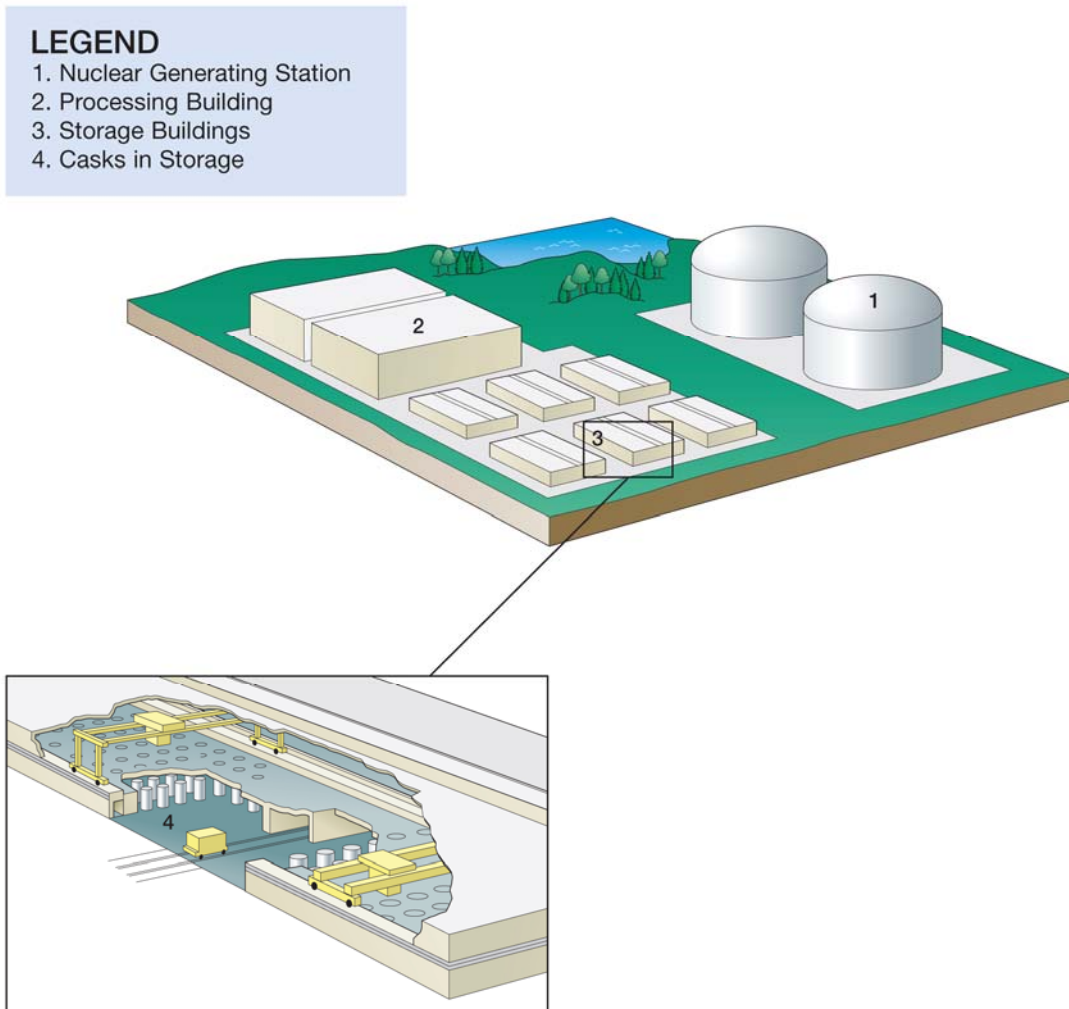 LEGEND
1. Nuclear Generating Station
2. Processing Building
3. Storage Buildings
4. Casks in Storage
1
2
3
4